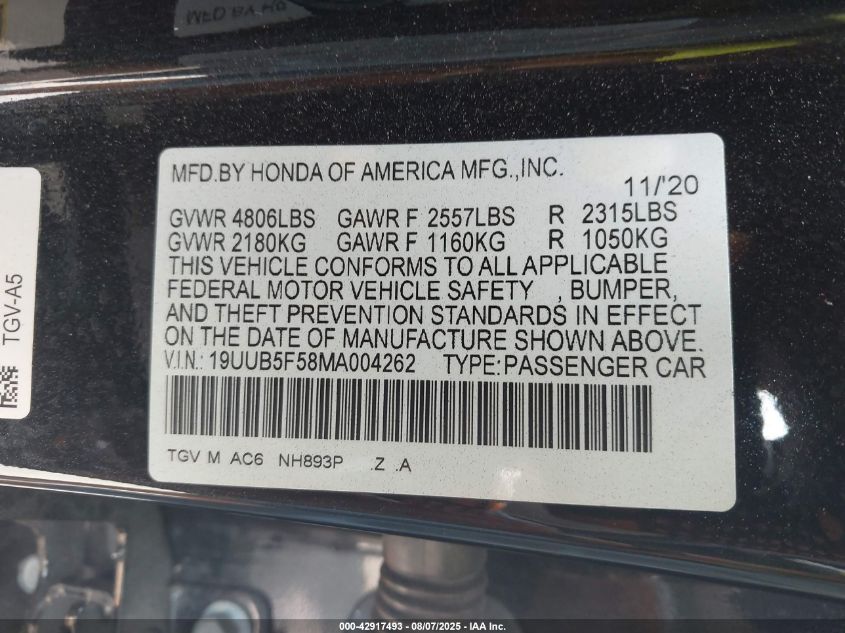 MFD.BY HONDA OF AMERICA MFG.,INC.
11/'20
GVWR 4806LBS GAWR F 2557LBS R 2315LBS
GVWR 2180KG GAWR F 1160KG R 1050KG
THIS VEHICLE CONFORMS TO ALL APPLICABLE
FEDERAL MOTOR VEHICLE SAFETY , BUMPER,
AND THEFT PREVENTION STANDARDS IN EFFECT
ON THE DATE OF MANUFACTURE SHOWN ABOVE.
V.I.N.: 19UUB5F58MA004262 TYPE:PASSENGER CAR
TGV M AC6 NH893P .Z .A
TGV-A5
000-42917493 - 08/07/2025 - IAA Inc.